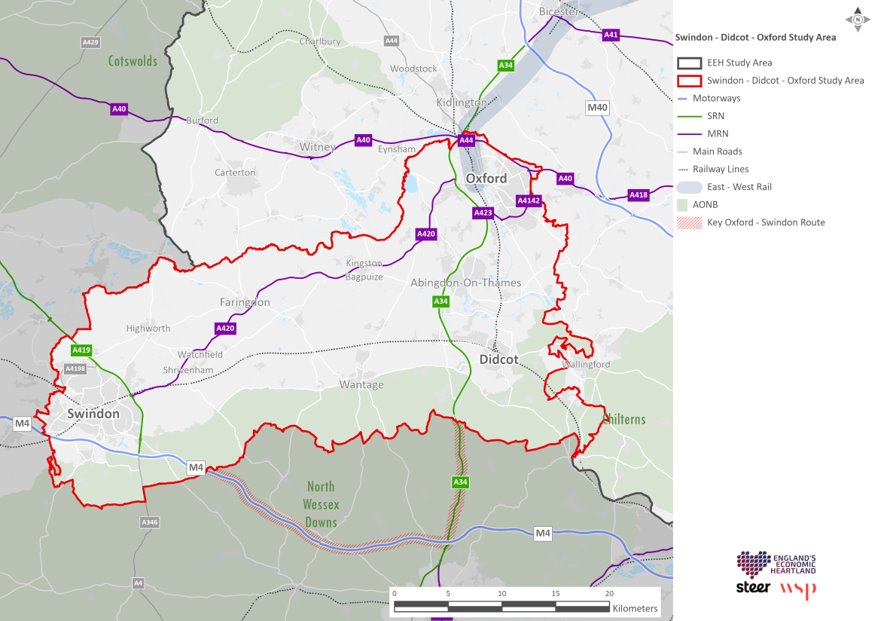 Bicester
A41
Swindon - Didcot - Oxford Study Area
N
A429
Charlbury
A44
Cotswolds
Woodstock
A34
EEH Study Area
Swindon - Didcot - Oxford Study Area
Motorways
SRN
MRN
Main Roads
Railway Lines
East - West Rail
AONB
Key Oxford - Swindon Route
Kidlington
M40
A40
Burford
Witney
A40
Eynsham
A44
Carterton
Oxford
A40
A418
A4142
A423
A420
Kingston
Bagpuize
Abingdon-On-Thames
Faringdon
A34
Highworth
A420
A419
Watchfield
Shrivenham
A4198
Didcot
Wallingford
Wantage
Swindon
M4
Chilterns
M4
North
Wessex
Downs
A34
A346
M4
A4
0 5 10 15 20
Kilometers
ENGLAND'S
ECONOMIC
HEARTLAND
steer wsp